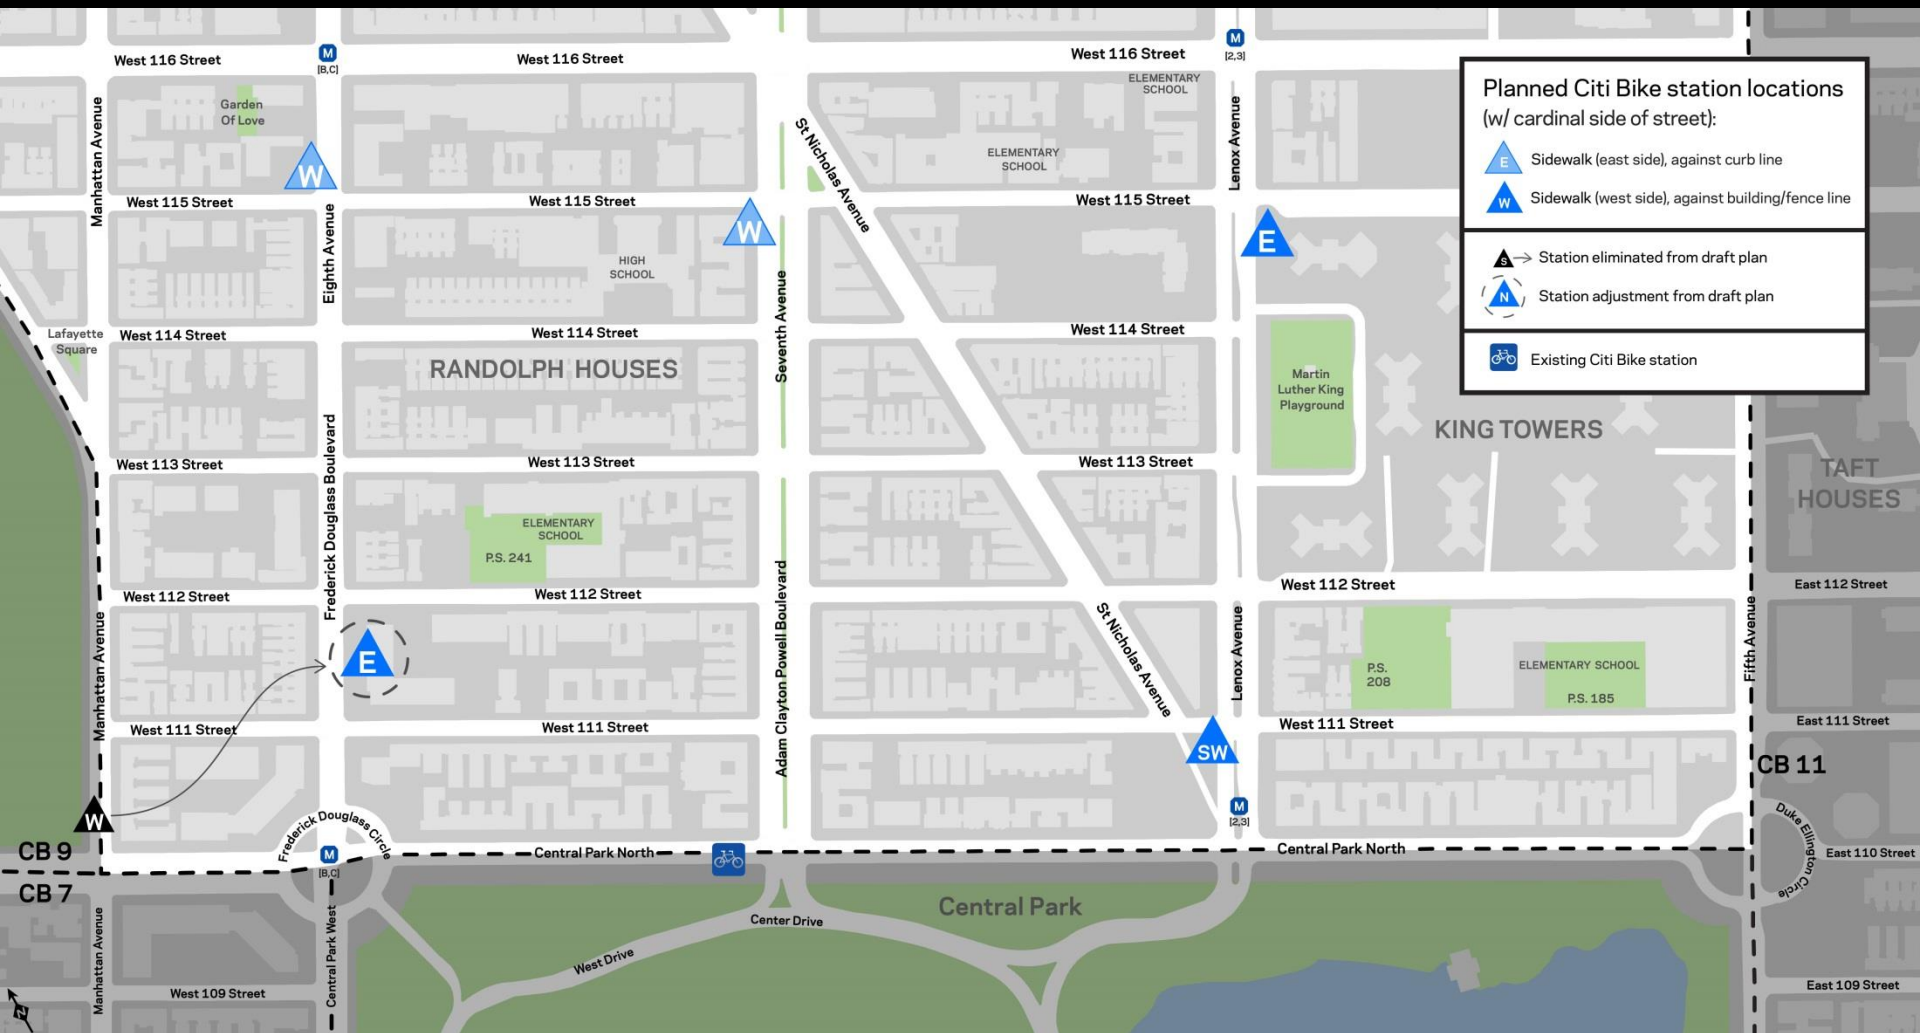 West 116 Street
M
[B,C]
West 116 Street
West 116 Street
M
[2,3]
Planned Citi Bike station locations
(w/ cardinal side of street):
E Sidewalk (east side), against curb line
W Sidewalk (west side), against building/fence line
S Station eliminated from draft plan
N Station adjustment from draft plan
Existing Citi Bike station
Manhattan Avenue
Garden
Of Love
W
St Nicholas Avenue
ELEMENTARY
SCHOOL
ELEMENTARY
SCHOOL
Lenox Avenue
West 115 Street
West 115 Street
West 115 Street
Eighth Avenue
HIGH
SCHOOL
W
Seventh Avenue
E
Lafayette
Square
West 114 Street
West 114 Street
West 114 Street
RANDOLPH HOUSES
Martin
Luther King
Playground
KING TOWERS
TAFT
HOUSES
West 113 Street
Frederick Douglass Boulevard
West 113 Street
West 113 Street
ELEMENTARY
SCHOOL
P.S. 241
West 112 Street
West 112 Street
West 112 Street
East 112 Street
Manhattan Avenue
E
Adam Clayton Powell Boulevard
St Nicholas Avenue
Lenox Avenue
P.S.
208
ELEMENTARY SCHOOL
P.S. 185
Fifth Avenue
West 111 Street
West 111 Street
West 111 Street
East 111 Street
SW
CB 11
W
Frederick Douglass Circle
M
[2,3]
Duke Ellington Circle
CB 9
M
[B,C]
Central Park North
Central Park North
East 110 Street
CB 7
Manhattan Avenue
Central Park West
Central Park
Center Drive
West Drive
West 109 Street
East 109 Street
N